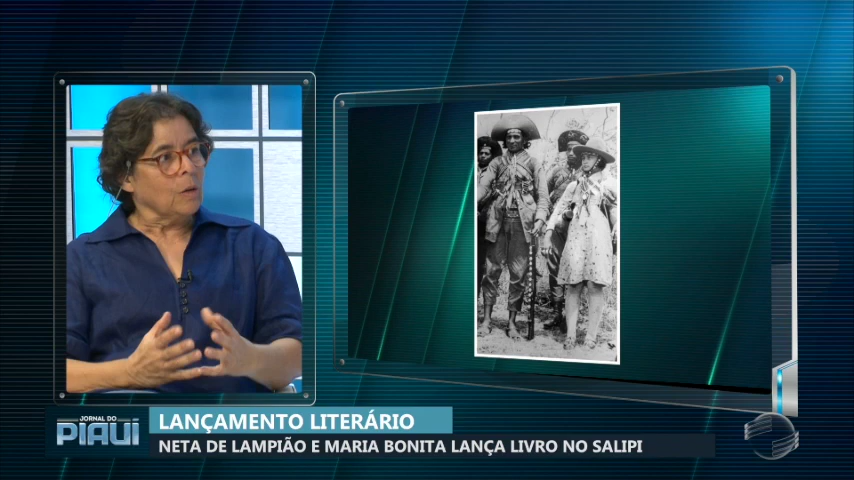 JORNAL DO
PIAUÍ
LANÇAMENTO LITERÁRIO
NETA DE LAMPIÃO E MARIA BONITA LANÇA LIVRO NO SALIPI